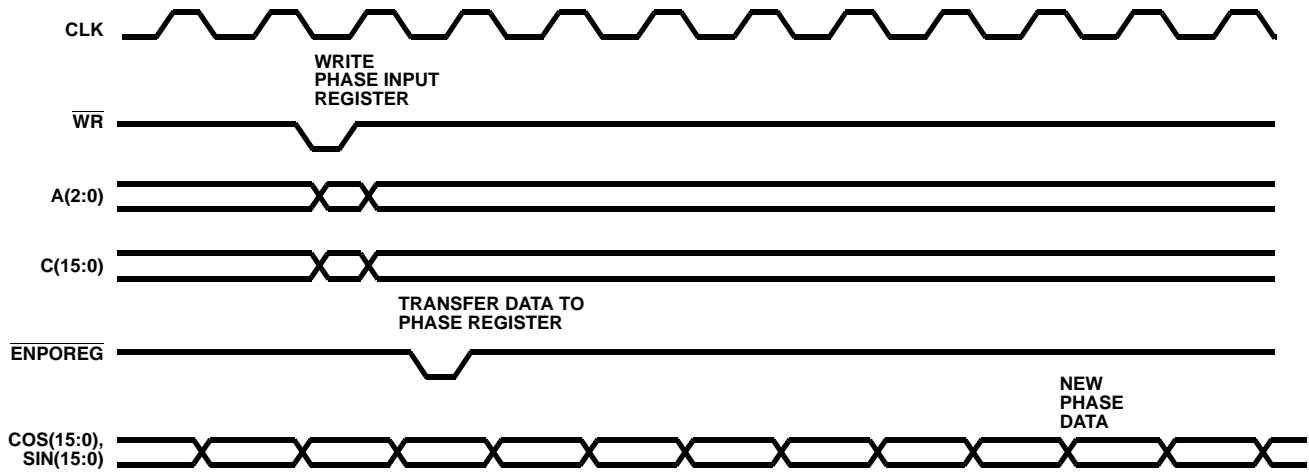 CLK
WRITE
PHASE INPUT
REGISTER
WR
A(2:0)
C(15:0)
TRANSFER DATA TO
PHASE REGISTER
ENPOREG
NEW
PHASE
DATA
COS(15:0),
SIN(15:0)